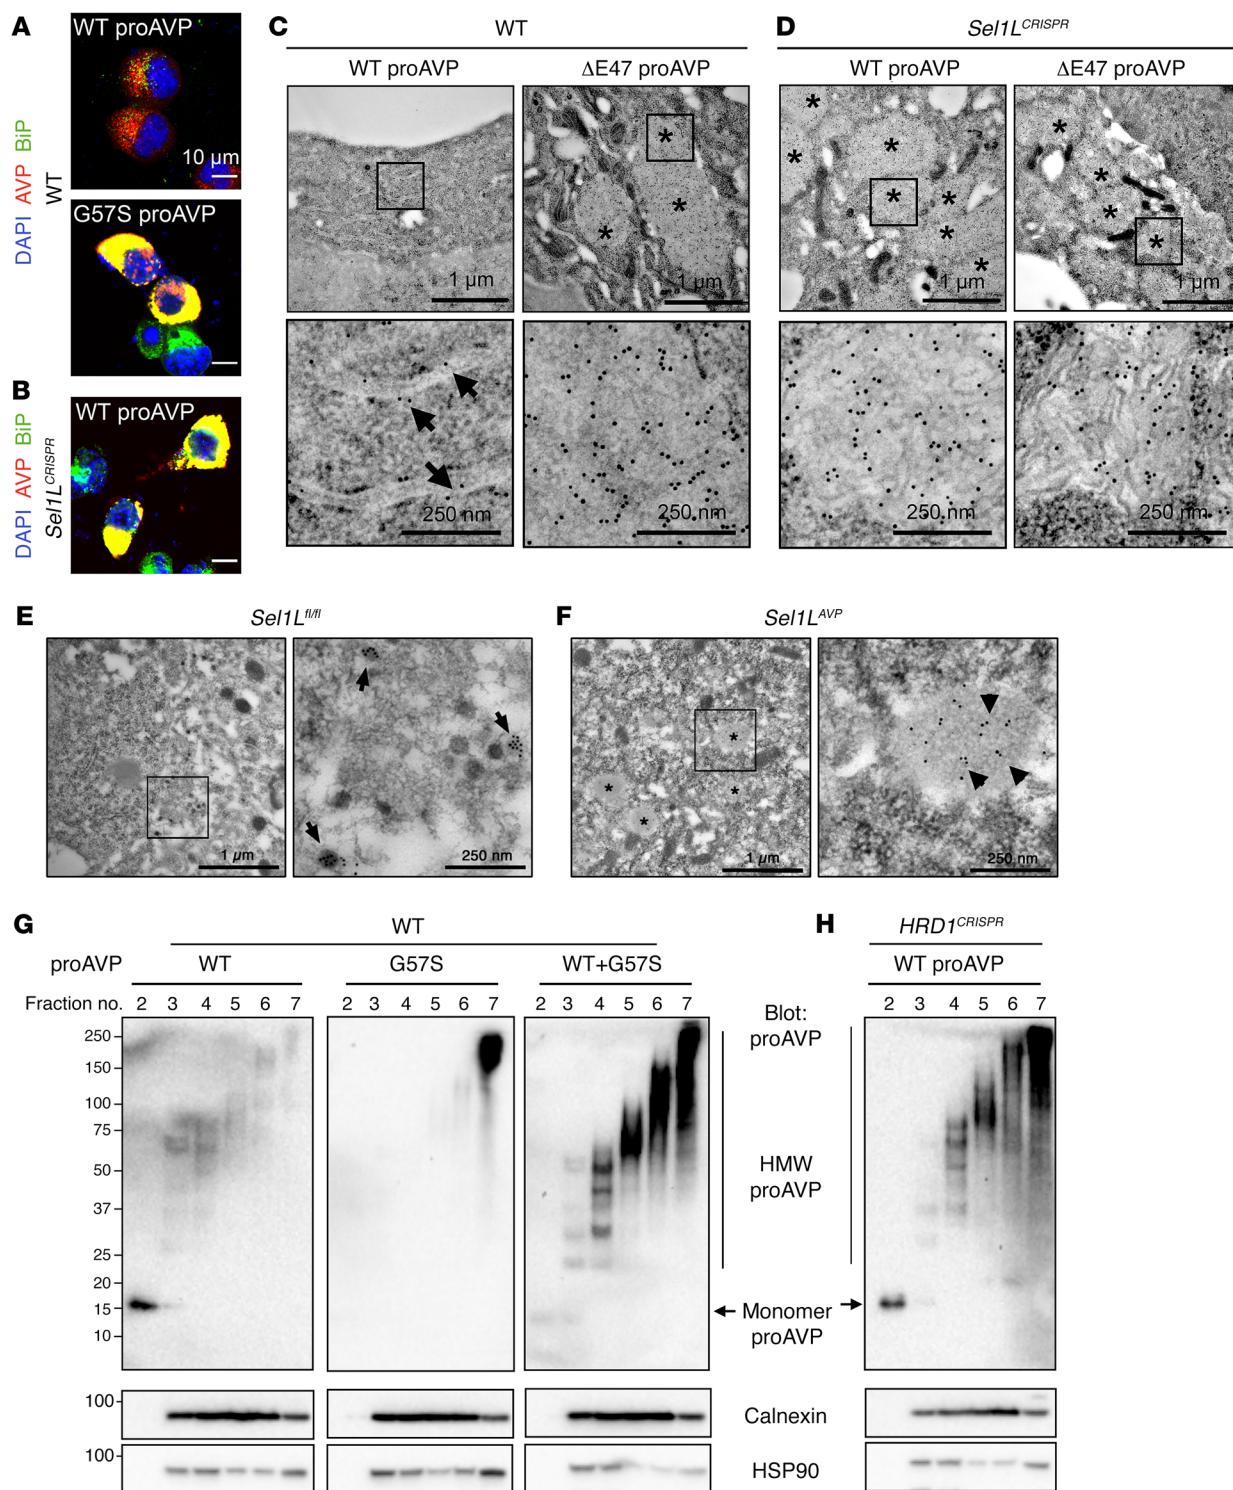 A
WT proAVP
10 µm
DAPI AVP BiP
WT
G57S proAVP
B
WT proAVP
DAPI AVP BiP
Sel1L^CRISPR
C
WT
WT proAVP
ΔE47 proAVP
1 µm
* * *
1 µm
250 nm
250 nm
D
Sel1L^CRISPR
WT proAVP
ΔE47 proAVP
* * * * * * *
1 µm
* * * *
1 µm
250 nm
250 nm
E
Sel1L^fl/fl
1 µm
250 nm
F
Sel1L^AVP
* * * *
1 µm
250 nm
G
WT
proAVP
WT
G57S
WT+G57S
Fraction no.
2 3 4 5 6 7
2 3 4 5 6 7
2 3 4 5 6 7
250
150
100
75
50
37
25
20
15
10
100
100
Blot:
proAVP
HMW
proAVP
Monomer
proAVP
Calnexin
HSP90
H
HRD1^CRISPR
WT proAVP
2 3 4 5 6 7